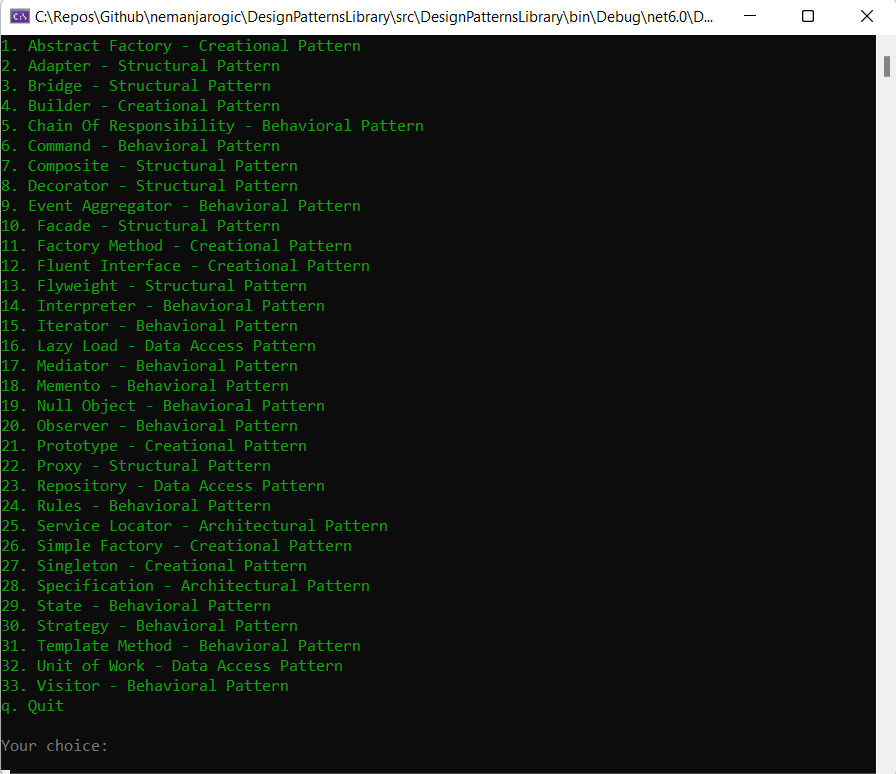 C:\Repos\Github\nemanjarogic\DesignPatternsLibrary\src\DesignPatternsLibrary\bin\Debug\net6.0\D...
1. Abstract Factory - Creational Pattern
2. Adapter - Structural Pattern
3. Bridge - Structural Pattern
4. Builder - Creational Pattern
5. Chain Of Responsibility - Behavioral Pattern
6. Command - Behavioral Pattern
7. Composite - Structural Pattern
8. Decorator - Structural Pattern
9. Event Aggregator - Behavioral Pattern
10. Facade - Structural Pattern
11. Factory Method - Creational Pattern
12. Fluent Interface - Creational Pattern
13. Flyweight - Structural Pattern
14. Interpreter - Behavioral Pattern
15. Iterator - Behavioral Pattern
16. Lazy Load - Data Access Pattern
17. Mediator - Behavioral Pattern
18. Memento - Behavioral Pattern
19. Null Object - Behavioral Pattern
20. Observer - Behavioral Pattern
21. Prototype - Creational Pattern
22. Proxy - Structural Pattern
23. Repository - Data Access Pattern
24. Rules - Behavioral Pattern
25. Service Locator - Architectural Pattern
26. Simple Factory - Creational Pattern
27. Singleton - Creational Pattern
28. Specification - Architectural Pattern
29. State - Behavioral Pattern
30. Strategy - Behavioral Pattern
31. Template Method - Behavioral Pattern
32. Unit of Work - Data Access Pattern
33. Visitor - Behavioral Pattern
q. Quit
Your choice: